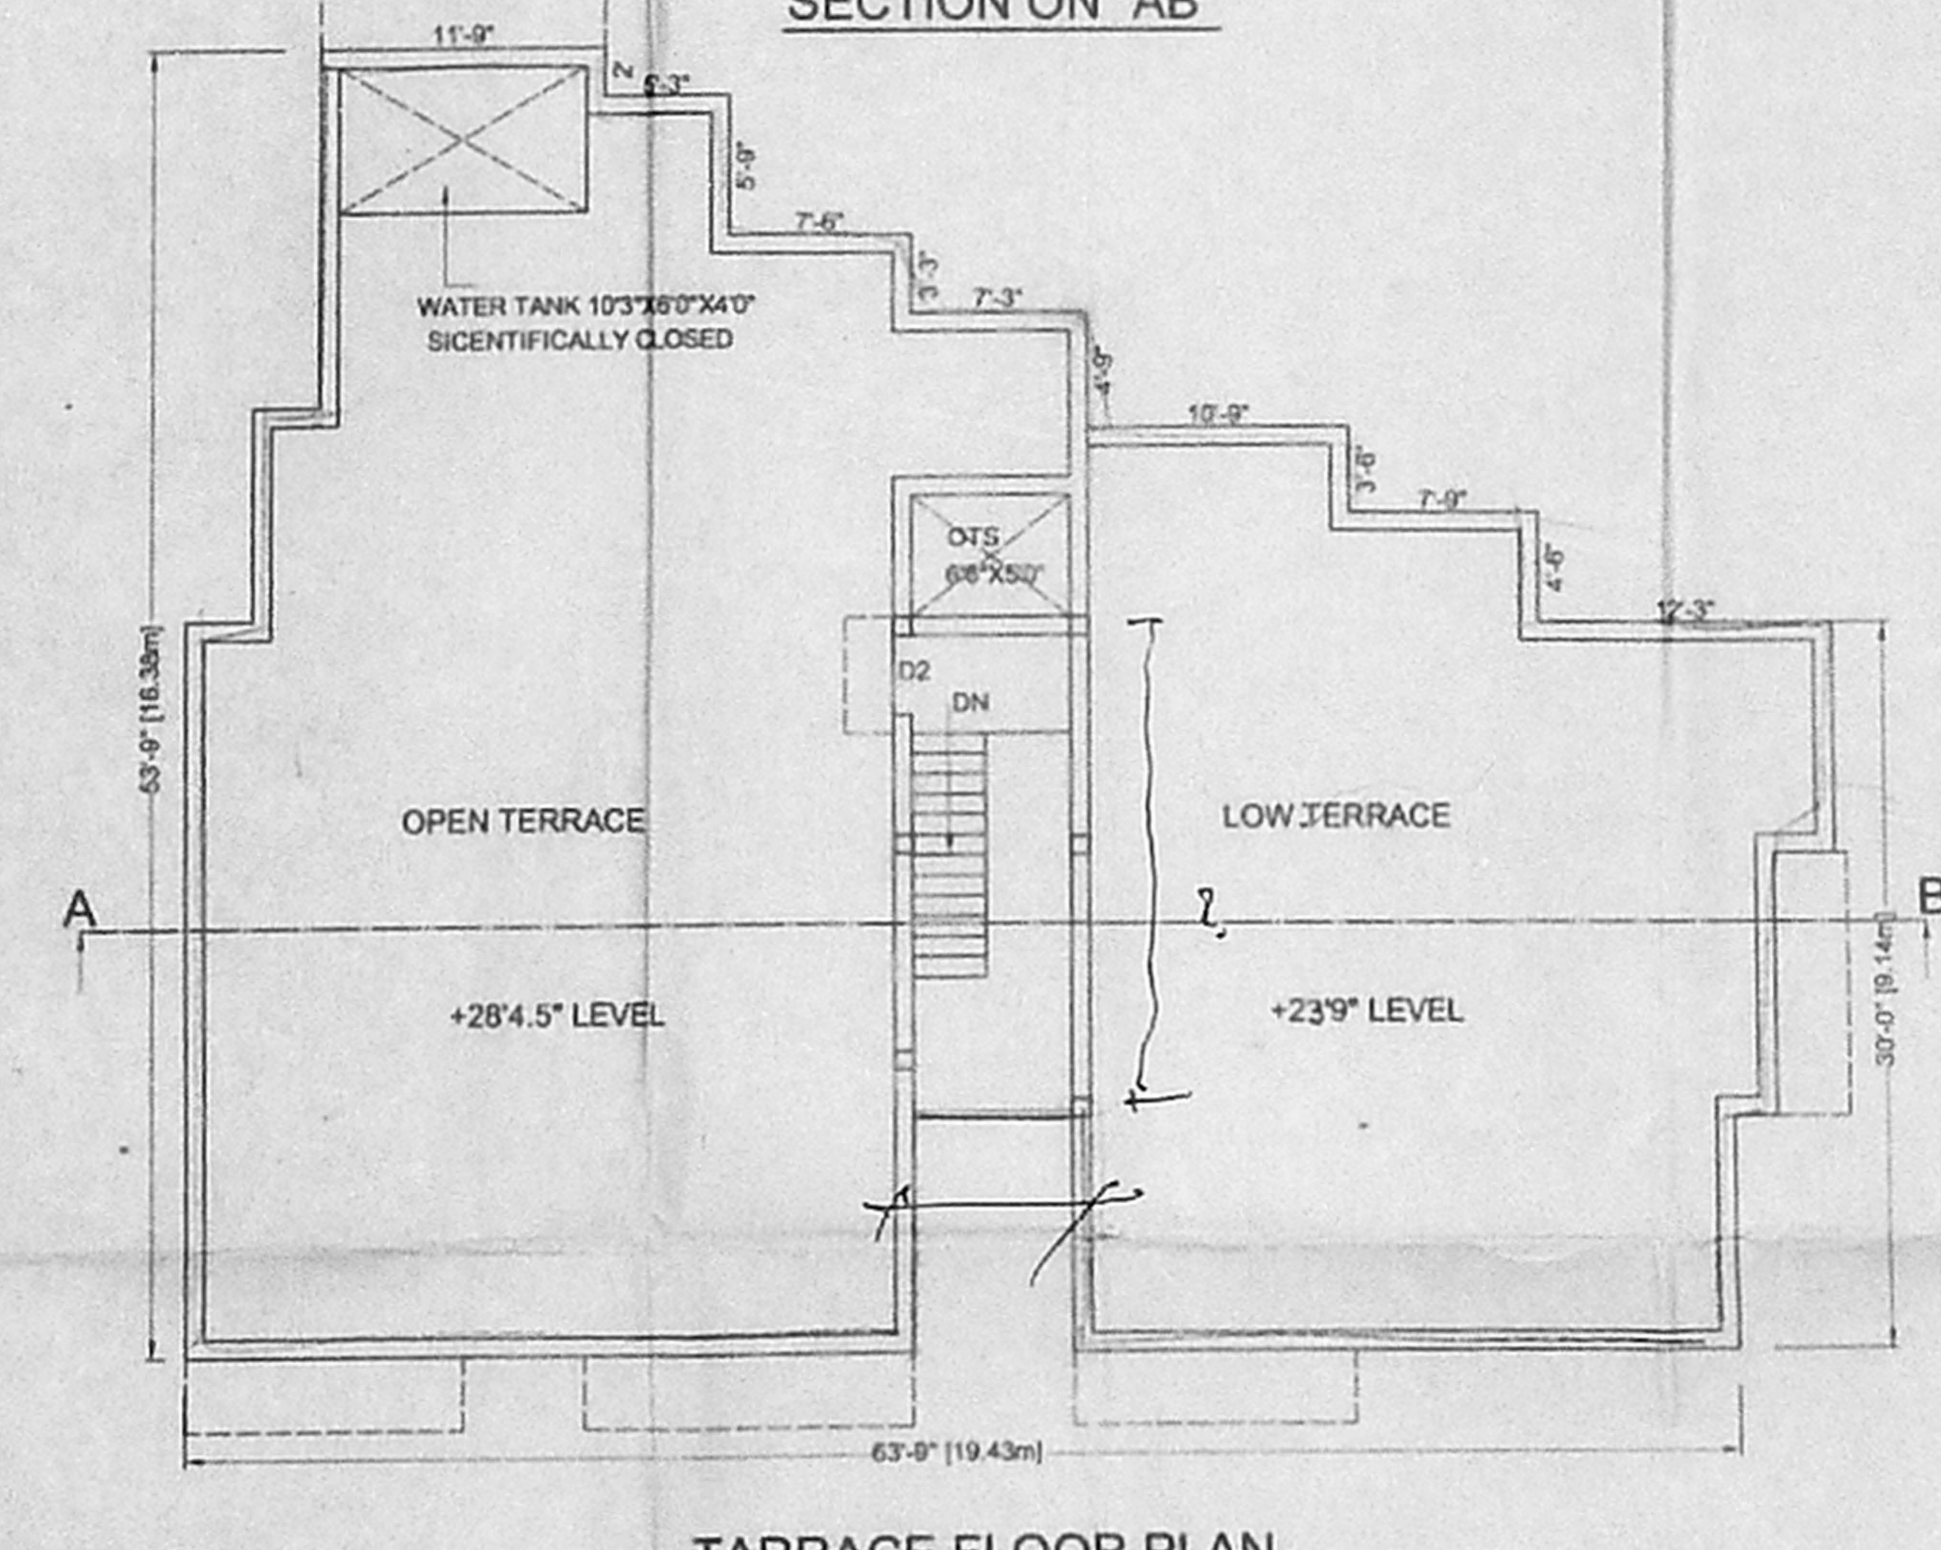 SECTION ON "AB"
11'-9"
2'
6'-3"
5'-9"
7'-6"
3'-3"
7'-3"
4'-9"
10'-9"
3'-6"
7'-9"
4'-6"
12'-3"
WATER TANK 10'3"X6'0"X4'0"
SICENTIFICALLY CLOSED
OTS
6'6"X5'0"
D2
DN
53'-9" [16.38m]
OPEN TERRACE
LOW TERRACE
A
B
+28'4.5" LEVEL
+23'9" LEVEL
30'-0" [9.14m]
63'-9" [19.43m]
TARRACE FLOOR PLAN